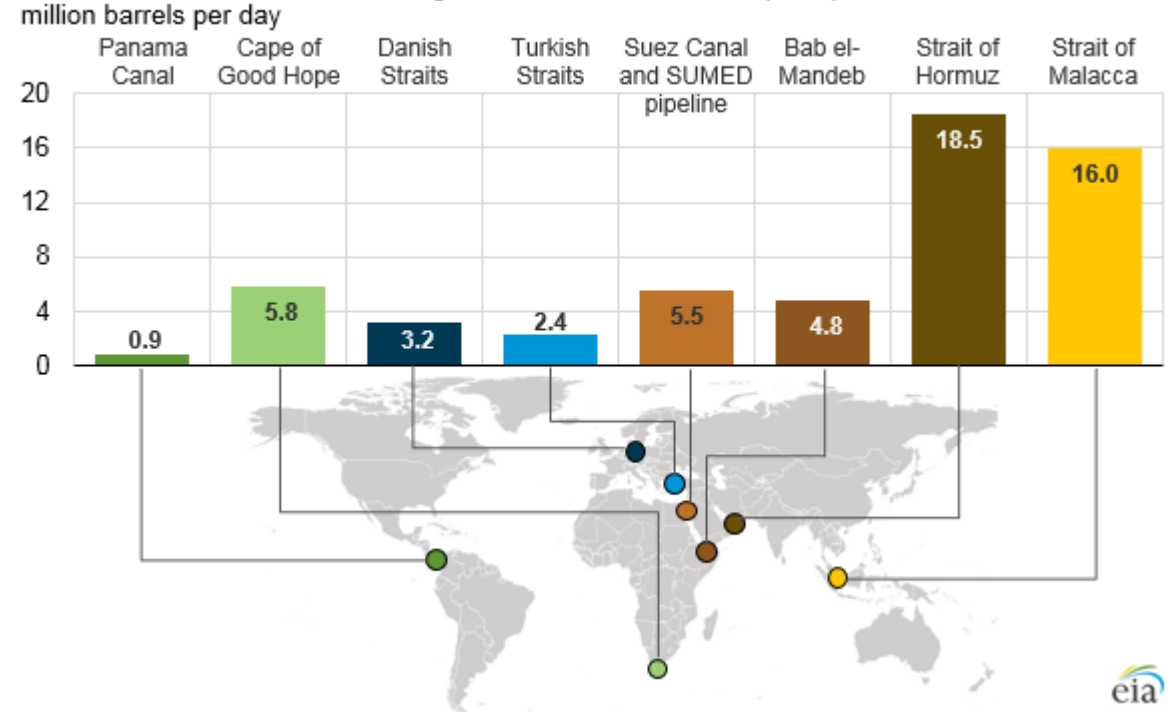 million barrels per day
Panama
Canal
Cape of
Good Hope
Danish
Straits
Turkish
Straits
Suez Canal
and SUMED
pipeline
Bab el-
Mandeb
Strait of
Hormuz
Strait of
Malacca
20
16
12
8
4
0
0.9
5.8
3.2
2.4
5.5
4.8
18.5
16.0
eia